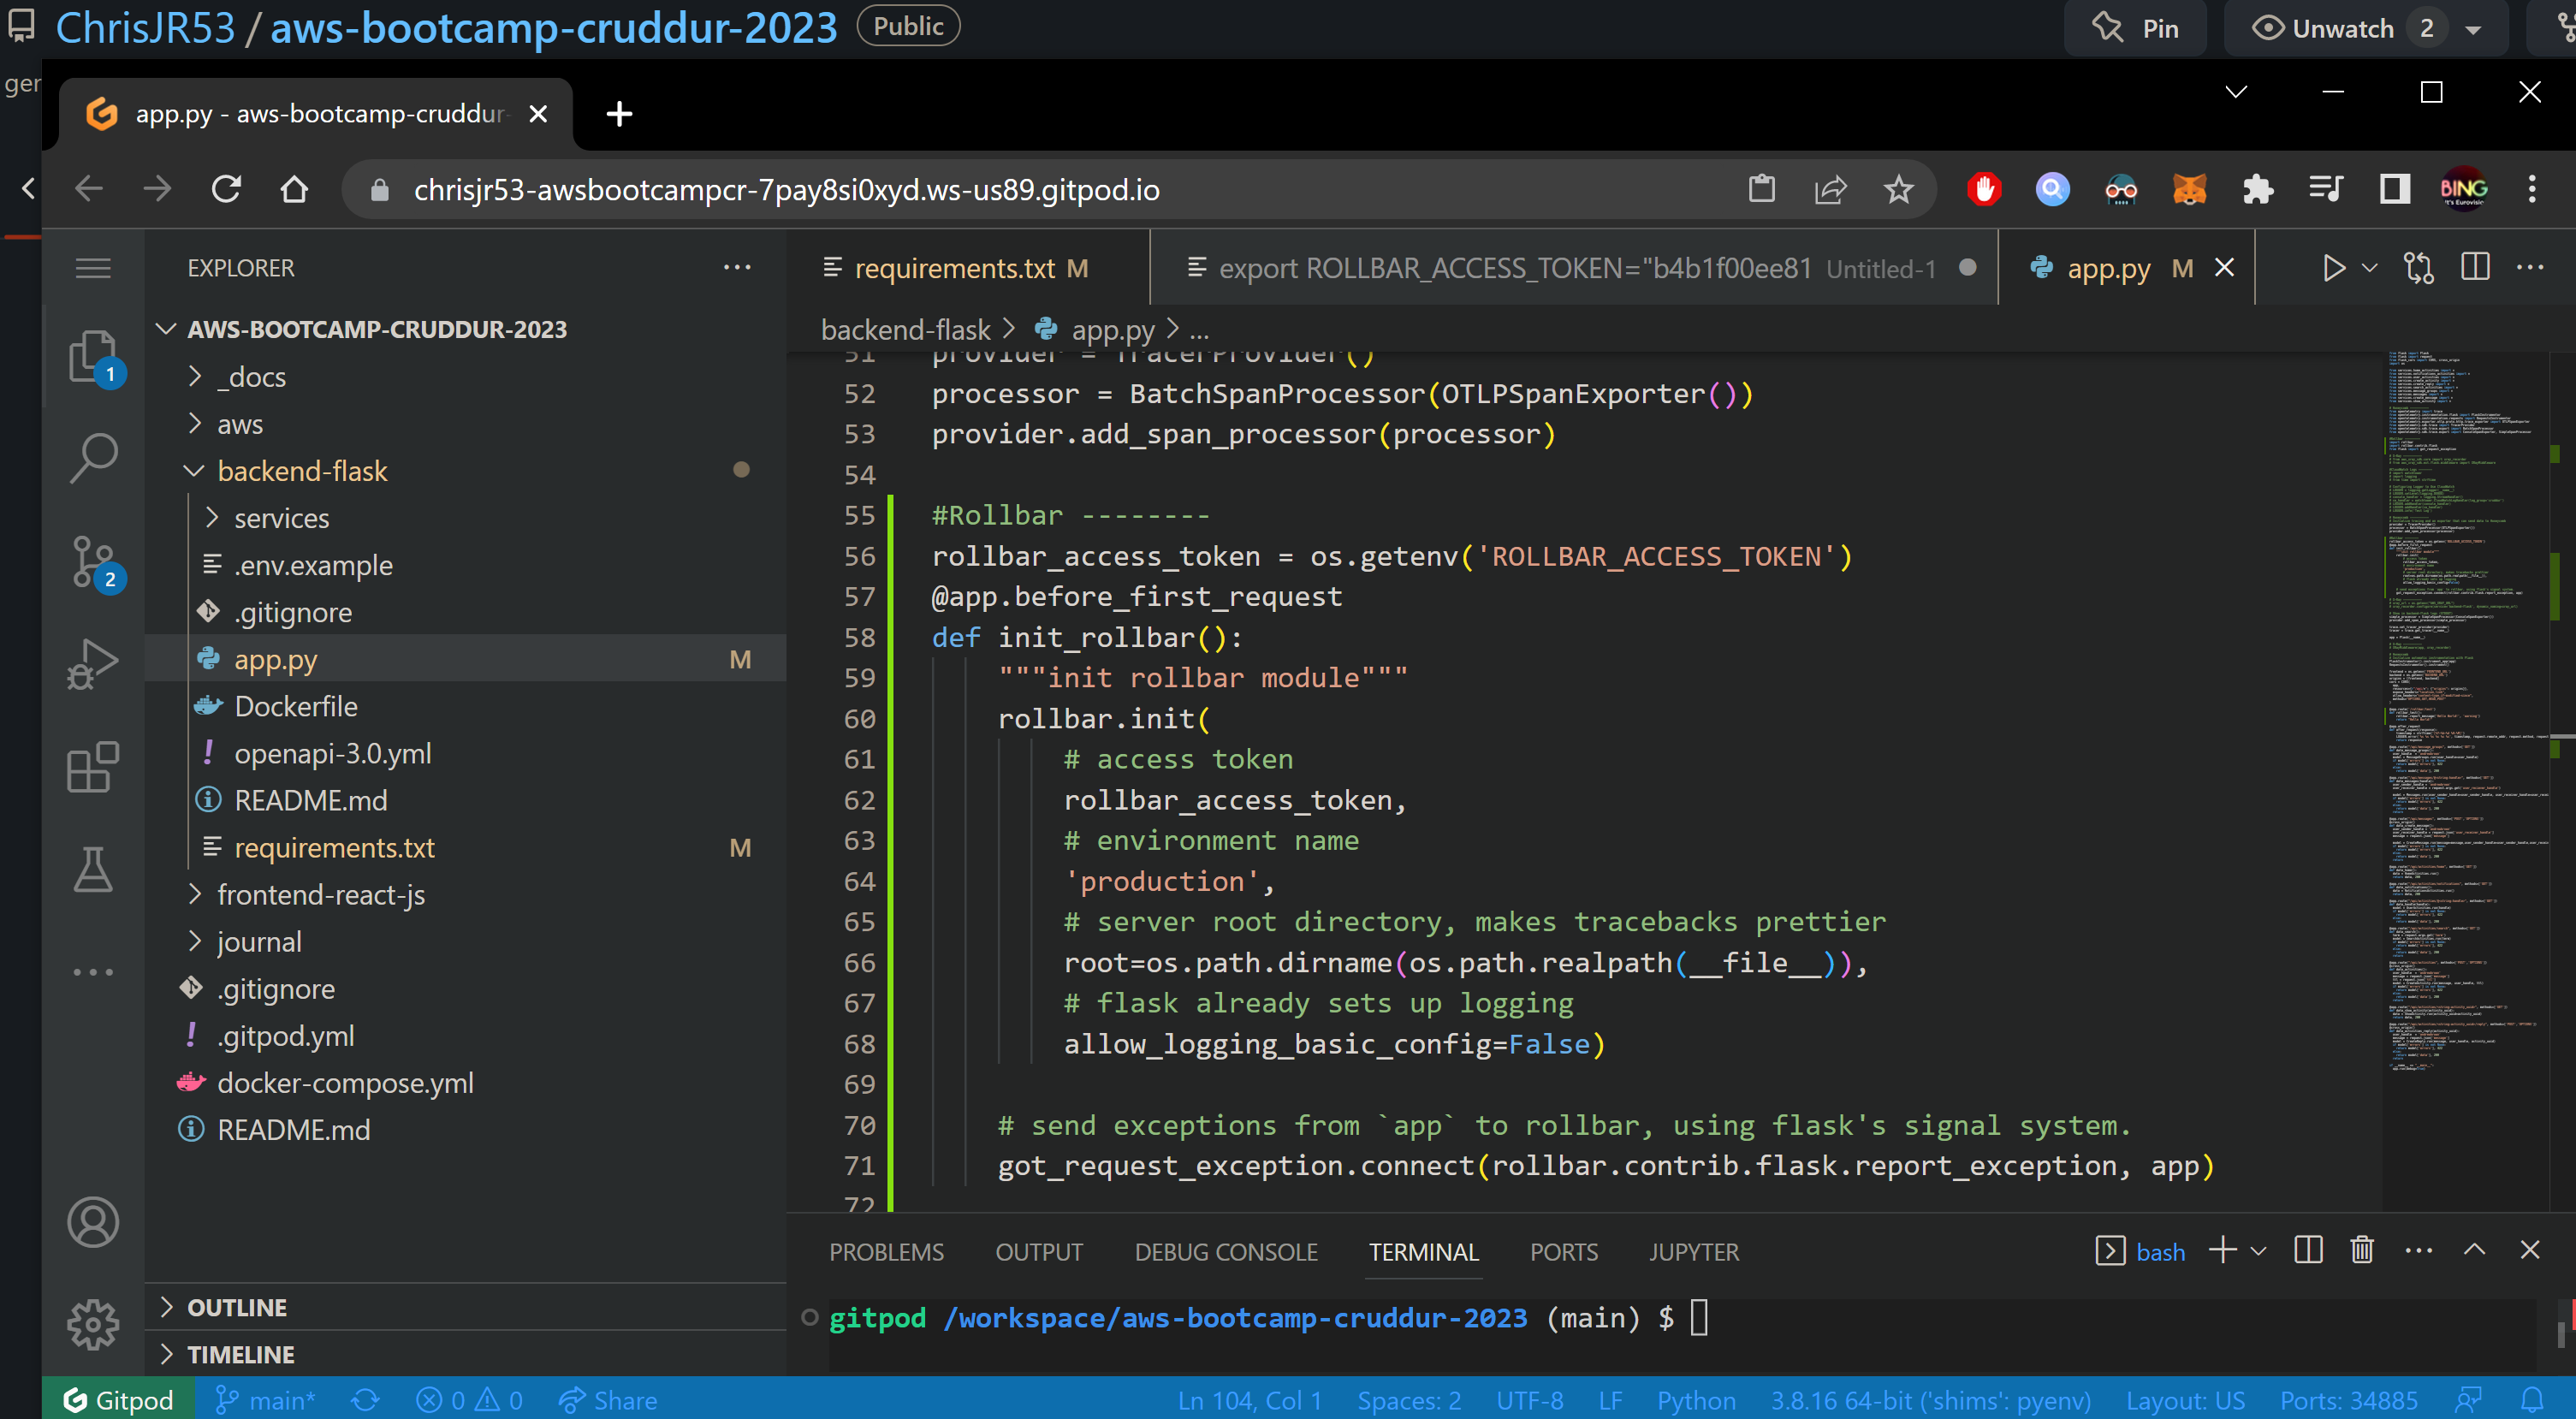 ChrisJR53 / aws-bootcamp-cruddur-2023 Public
Pin
Unwatch 2
ger
app.py - aws-bootcamp-cruddur-
chrisjr53-awsbootcampcr-7pay8si0xyd.ws-us89.gitpod.io
BING
It's Eurovision
EXPLORER
requirements.txt M
export ROLLBAR_ACCESS_TOKEN="b4b1f00ee81 Untitled-1
app.py M
AWS-BOOTCAMP-CRUDDUR-2023
_docs
aws
backend-flask
services
.env.example
.gitignore
app.py M
Dockerfile
openapi-3.0.yml
README.md
requirements.txt M
frontend-react-js
journal
.gitignore
.gitpod.yml
docker-compose.yml
README.md
OUTLINE
TIMELINE
1
2
backend-flask > app.py > ...
51 provider = TracerProvider()
52 processor = BatchSpanProcessor(OTLPSpanExporter())
53 provider.add_span_processor(processor)
54
55 #Rollbar --------
56 rollbar_access_token = os.getenv('ROLLBAR_ACCESS_TOKEN')
57 @app.before_first_request
58 def init_rollbar():
59 """init rollbar module"""
60 rollbar.init(
61 # access token
62 rollbar_access_token,
63 # environment name
64 'production',
65 # server root directory, makes tracebacks prettier
66 root=os.path.dirname(os.path.realpath(__file__)),
67 # flask already sets up logging
68 allow_logging_basic_config=False)
69
70 # send exceptions from `app` to rollbar, using flask's signal system.
71 got_request_exception.connect(rollbar.contrib.flask.report_exception, app)
72
PROBLEMS OUTPUT DEBUG CONSOLE TERMINAL PORTS JUPYTER
bash
gitpod /workspace/aws-bootcamp-cruddur-2023 (main) $
Gitpod main* 0 0 Share
Ln 104, Col 1 Spaces: 2 UTF-8 LF Python 3.8.16 64-bit ('shims': pyenv) Layout: US Ports: 34885